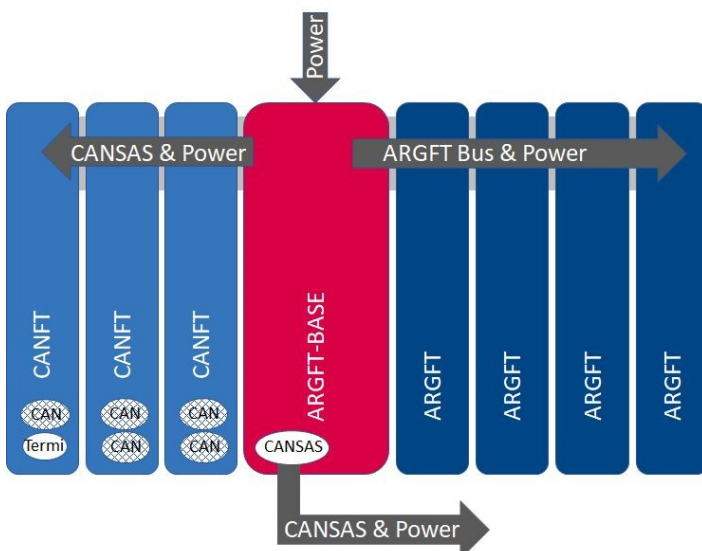 Power
CANSAS & Power
ARGFT Bus & Power
CANFT
CANFT
CANFT
ARGFT-BASE
ARGFT
ARGFT
ARGFT
ARGFT
CAN
CAN
CAN
Termi
CAN
CAN
CANSAS
CANSAS & Power